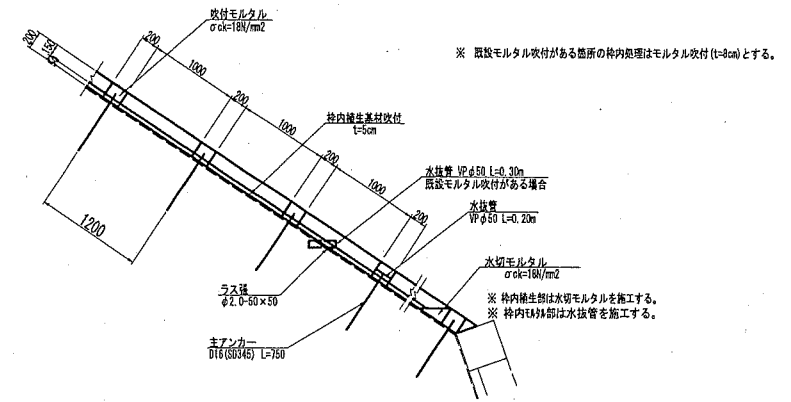 吹付モルタル
σck=18N/mm2
※ 既設モルタル吹付がある箇所の枠内処理はモルタル吹付(t=8cm)とする。
200
150
200
1000
200
1000
200
1000
200
枠内植生基材吹付
t=5cm
水抜管 VPφ50 L=0.30m
既設モルタル吹付がある場合
水抜管
VPφ50 L=0.20m
1200
水切モルタル
σck=18N/mm2
ラス張
φ2.0-50×50
※ 枠内植生部は水切モルタルを施工する。
※ 枠内ﾓﾙﾀﾙ部は水抜管を施工する。
主アンカー
D16(SD345) L=750